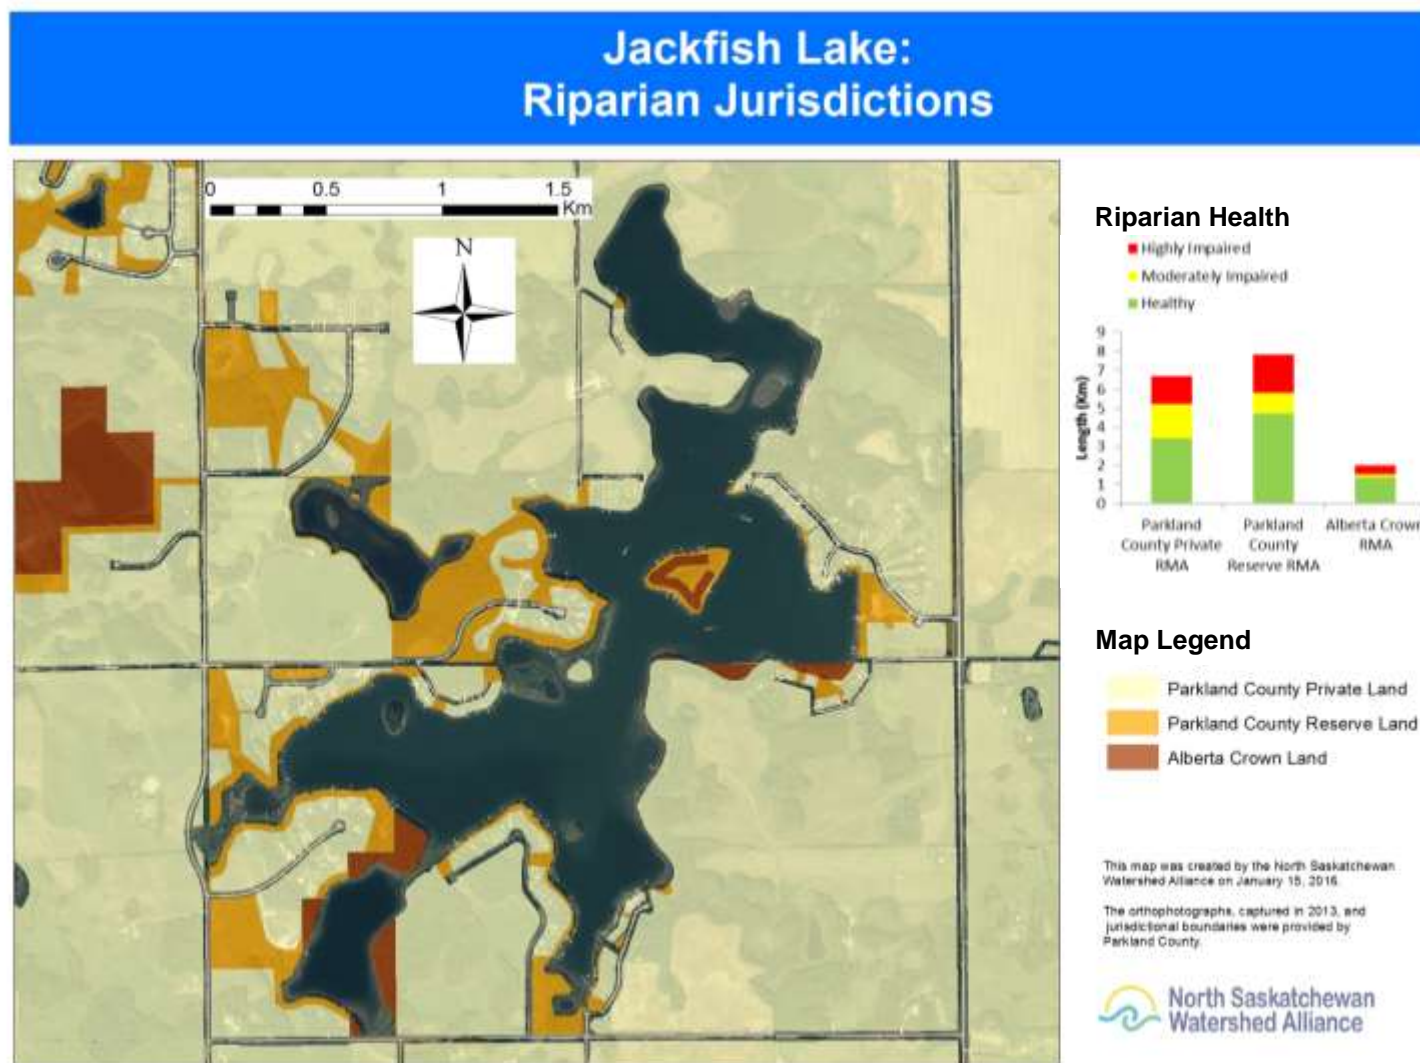 Jackfish Lake:
Riparian Jurisdictions
0 0.5 1 1.5
Km
N
Riparian Health
Highly Impaired
Moderately Impaired
Healthy
9
8
7
6
5
4
3
2
1
0
Length (Km)
Parkland County Private RMA
Parkland County Reserve RMA
Alberta Crown RMA
Map Legend
Parkland County Private Land
Parkland County Reserve Land
Alberta Crown Land
This map was created by the North Saskatchewan
Watershed Alliance on January 15, 2016.
The orthophotographs, captured in 2013, and
jurisdictional boundaries were provided by
Parkland County.
North Saskatchewan
Watershed Alliance